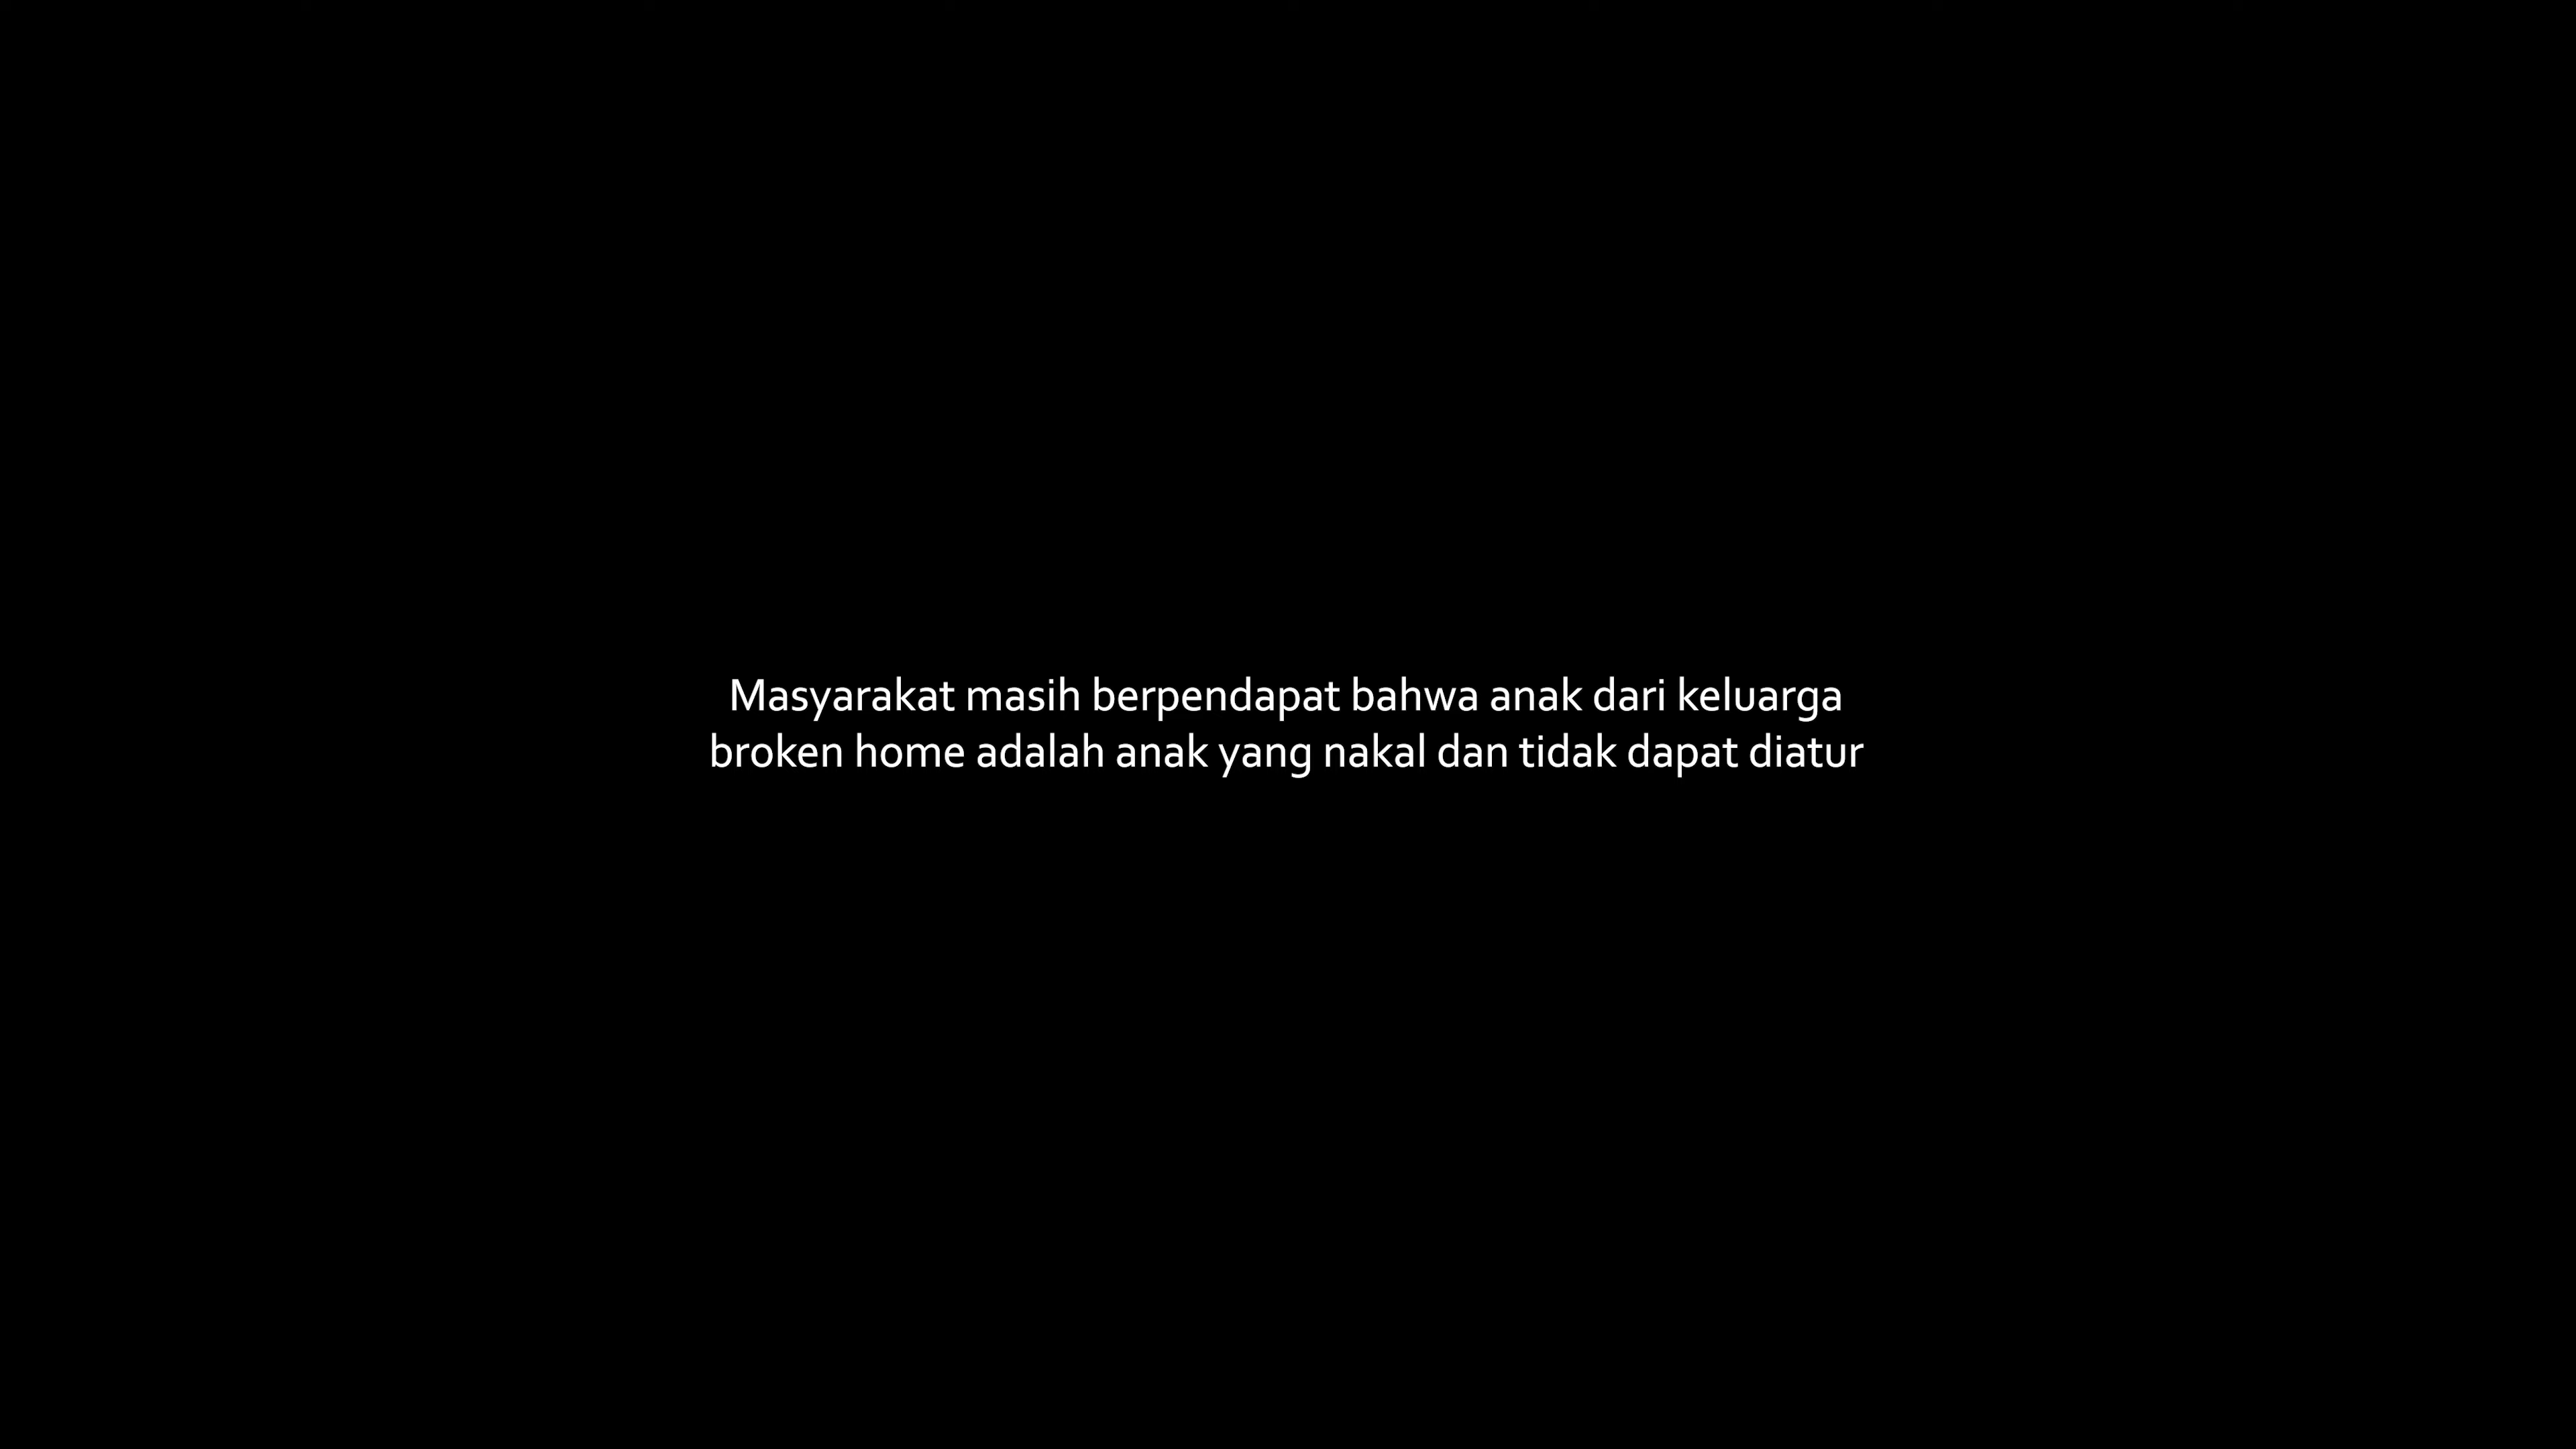 Masyarakat masih berpendapat bahwa anak dari keluarga
broken home adalah anak yang nakal dan tidak dapat diatur